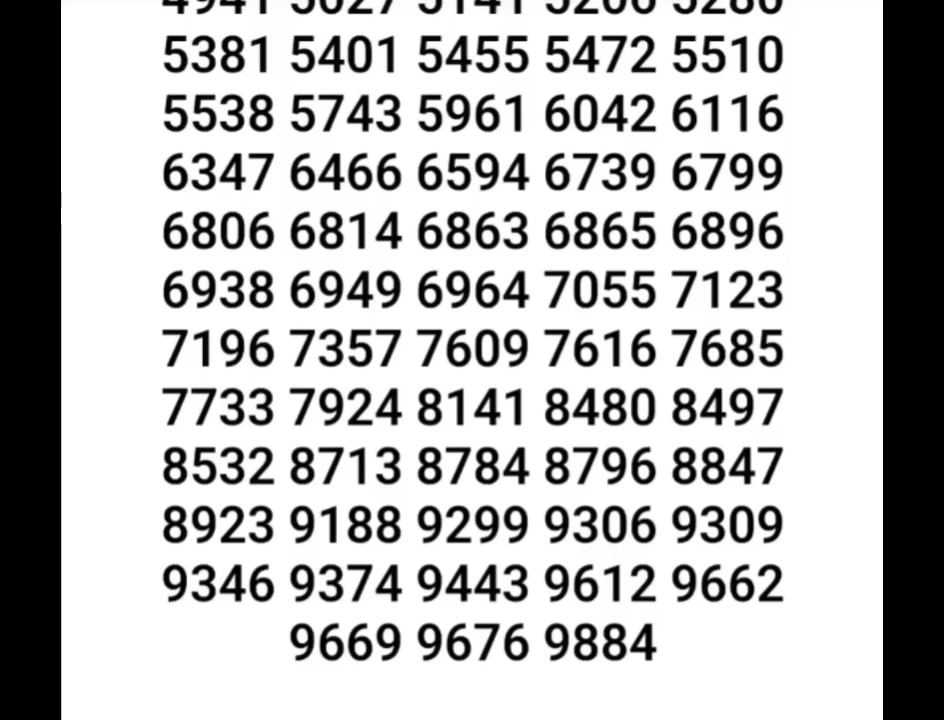 5381 5401 5455 5472 5510
5538 5743 5961 6042 6116
6347 6466 6594 6739 6799
6806 6814 6863 6865 6896
6938 6949 6964 7055 7123
7196 7357 7609 7616 7685
7733 7924 8141 8480 8497
8532 8713 8784 8796 8847
8923 9188 9299 9306 9309
9346 9374 9443 9612 9662
9669 9676 9884